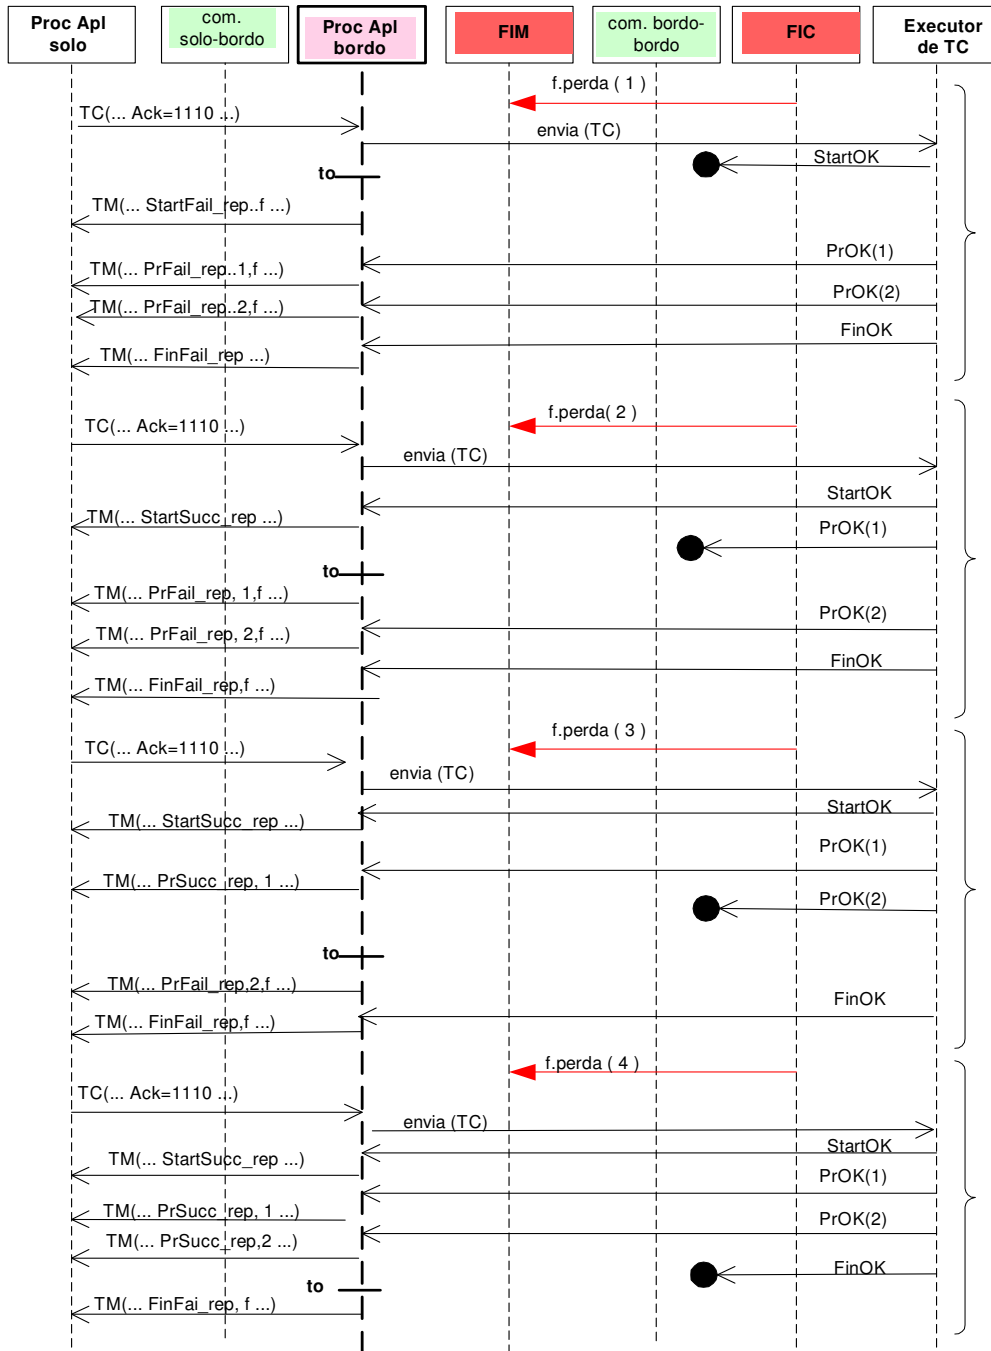 Proc Apl
solo
com.
solo-bordo
Proc Apl
bordo
FIM
com. bordo-
bordo
FIC
Executor
de TC
f.perda ( 1 )
TC(... Ack=1110 ...)
envia (TC)
StartOK
to
TM(... StartFail_rep..f ...)
PrOK(1)
TM(... PrFail_rep..1,f ...)
PrOK(2)
TM(... PrFail_rep..2,f ...)
FinOK
TM(... FinFail_rep ...)
f.perda( 2 )
TC(... Ack=1110 ...)
envia (TC)
StartOK
TM(... StartSucc_rep ...)
PrOK(1)
to
TM(... PrFail_rep, 1,f ...)
PrOK(2)
TM(... PrFail_rep, 2,f ...)
FinOK
TM(... FinFail_rep,f ...)
f.perda ( 3 )
TC(... Ack=1110 ...)
envia (TC)
StartOK
TM(... StartSucc_rep ...)
PrOK(1)
TM(... PrSucc_rep, 1 ...)
PrOK(2)
to
TM(... PrFail_rep,2,f...)
FinOK
TM(... FinFail_rep,f ...)
f.perda ( 4 )
TC(... Ack=1110 ...)
envia (TC)
StartOK
TM(... StartSucc_rep ...)
PrOK(1)
TM(... PrSucc_rep, 1 ...)
PrOK(2)
TM(... PrSucc_rep,2 ...)
FinOK
to
TM(... FinFai_rep, f ...)